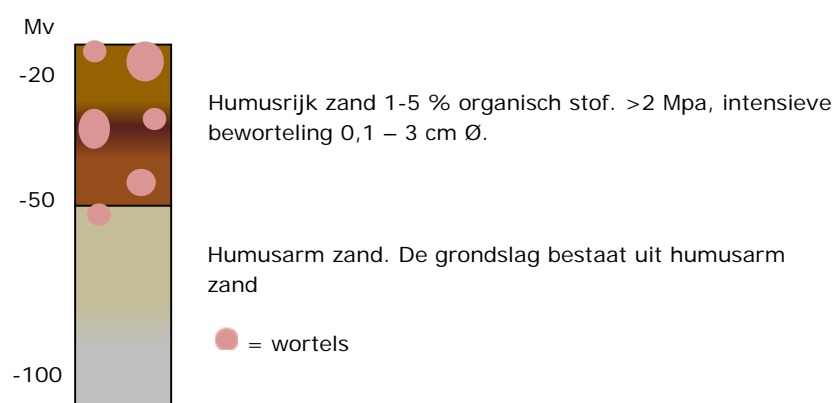 Mv
-20
Humusrijk zand 1-5 % organisch stof. >2 Mpa, intensieve
beworteling 0,1 – 3 cm Ø.
-50
Humusarm zand. De grondslag bestaat uit humusarm
zand
= wortels
-100